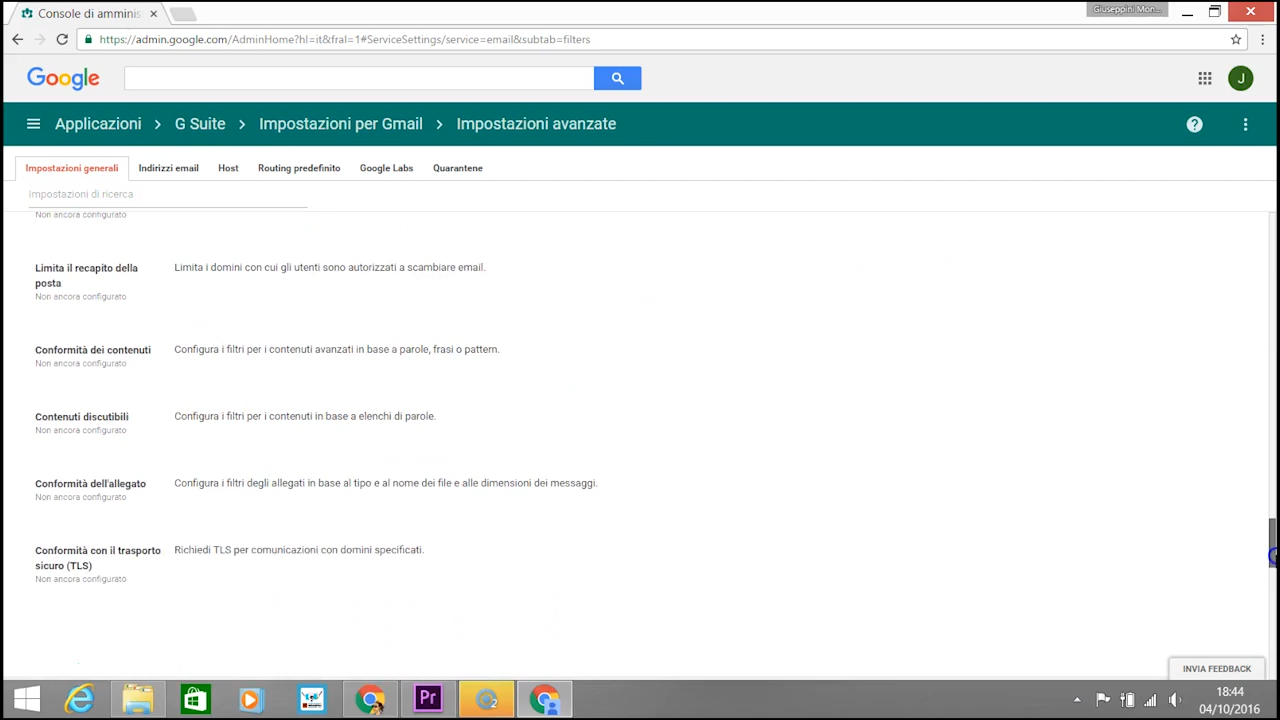 Console di amminis
Giuseppini Mon...
https://admin.google.com/AdminHome?hl=it&fral=1#ServiceSettings/service=email&subtab=filters
Google
J
Applicazioni > G Suite > Impostazioni per Gmail > Impostazioni avanzate
Impostazioni generali Indirizzi email Host Routing predefinito Google Labs Quarantene
Impostazioni di ricerca
Non ancora configurato
Limita il recapito della posta
Limita i domini con cui gli utenti sono autorizzati a scambiare email.
Non ancora configurato
Conformità dei contenuti
Configura i filtri per i contenuti avanzati in base a parole, frasi o pattern.
Non ancora configurato
Contenuti discutibili
Configura i filtri per i contenuti in base a elenchi di parole.
Non ancora configurato
Conformità dell'allegato
Configura i filtri degli allegati in base al tipo e al nome dei file e alle dimensioni dei messaggi.
Non ancora configurato
Conformità con il trasporto sicuro (TLS)
Richiedi TLS per comunicazioni con domini specificati.
Non ancora configurato
INVIA FEEDBACK
Pr
18:44
04/10/2016